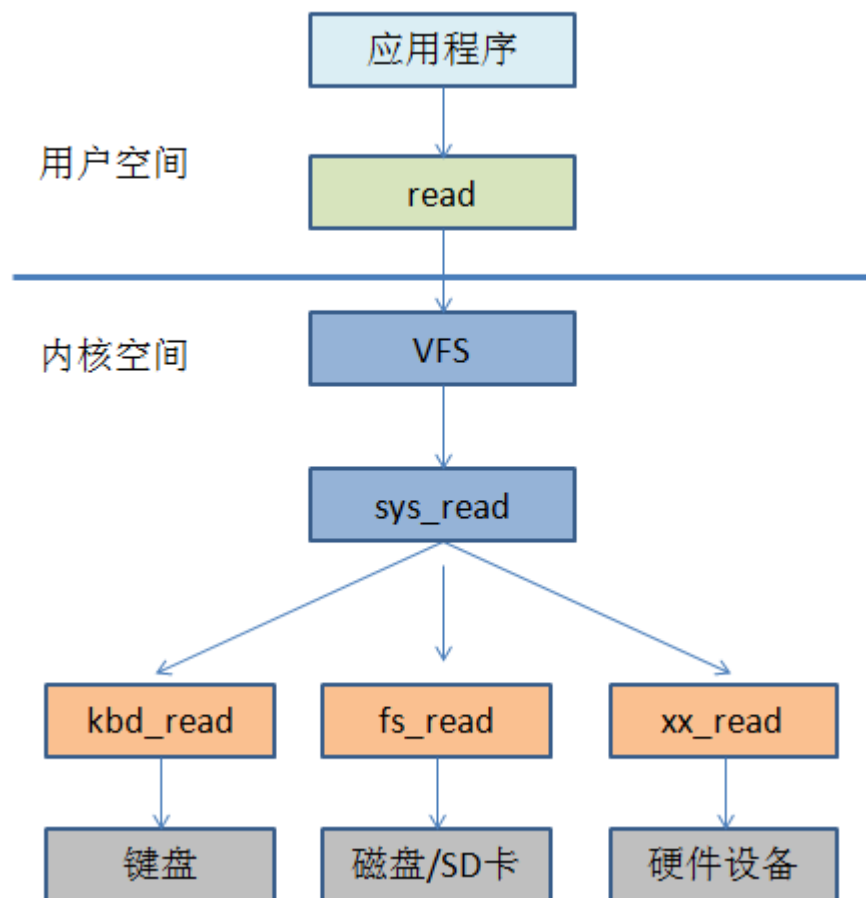 应用程序
用户空间
read
内核空间
VFS
sys_read
kbd_read
fs_read
xx_read
键盘
磁盘/SD卡
硬件设备